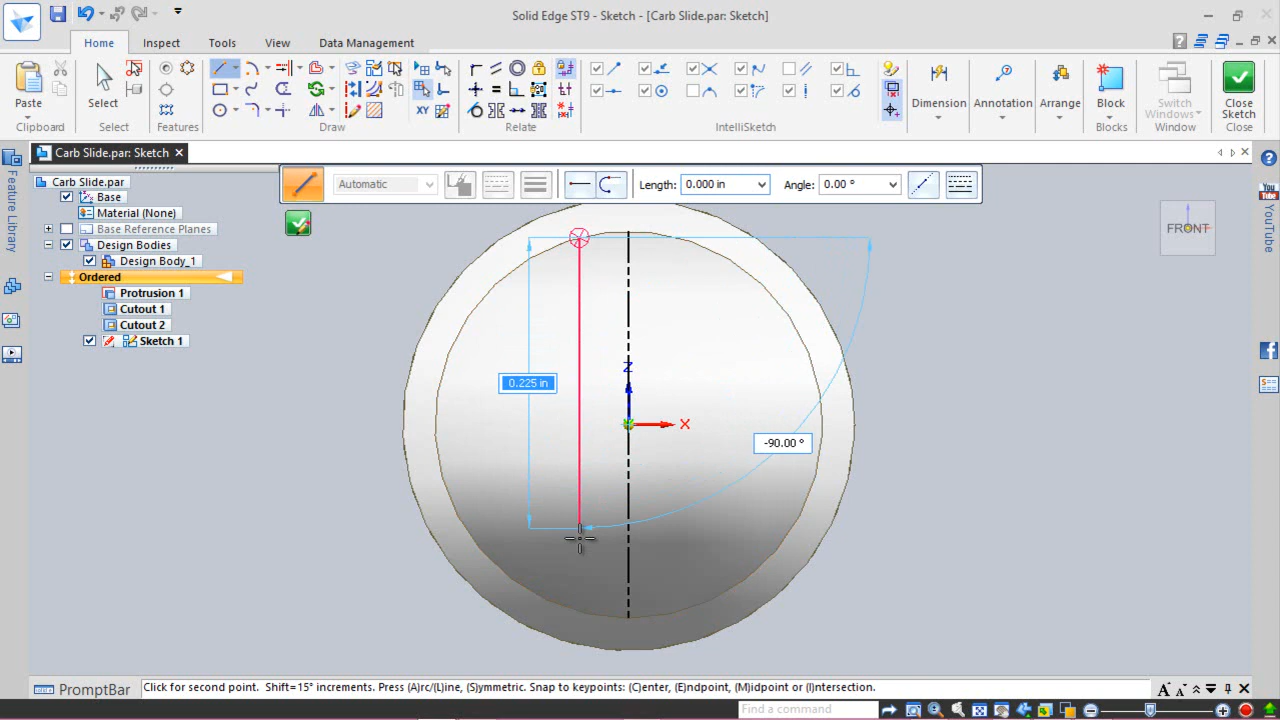 Solid Edge ST9 - Sketch - [Carb Slide.par: Sketch]
Home Inspect Tools View Data Management
Paste
Select
Dimension
Annotation
Arrange
Block
Switch Windows
Close Sketch
Clipboard Select Features Draw Relate IntelliSketch Blocks Window Close
Carb Slide.par: Sketch
Automatic
Length: 0.000 in
Angle: 0.00 °
Feature Library
YouTube
Carb Slide.par
Base
Material (None)
Base Reference Planes
Design Bodies
Design Body_1
Ordered
Protrusion 1
Cutout 1
Cutout 2
Sketch 1
FRONT
Z
0.225 in
X
-90.00 °
PromptBar
Click for second point. Shift=15° increments. Press (A)rc/(L)ine, (S)ymmetric. Snap to keypoints: (C)enter, (E)ndpoint, (M)idpoint or (I)ntersection.
Find a command